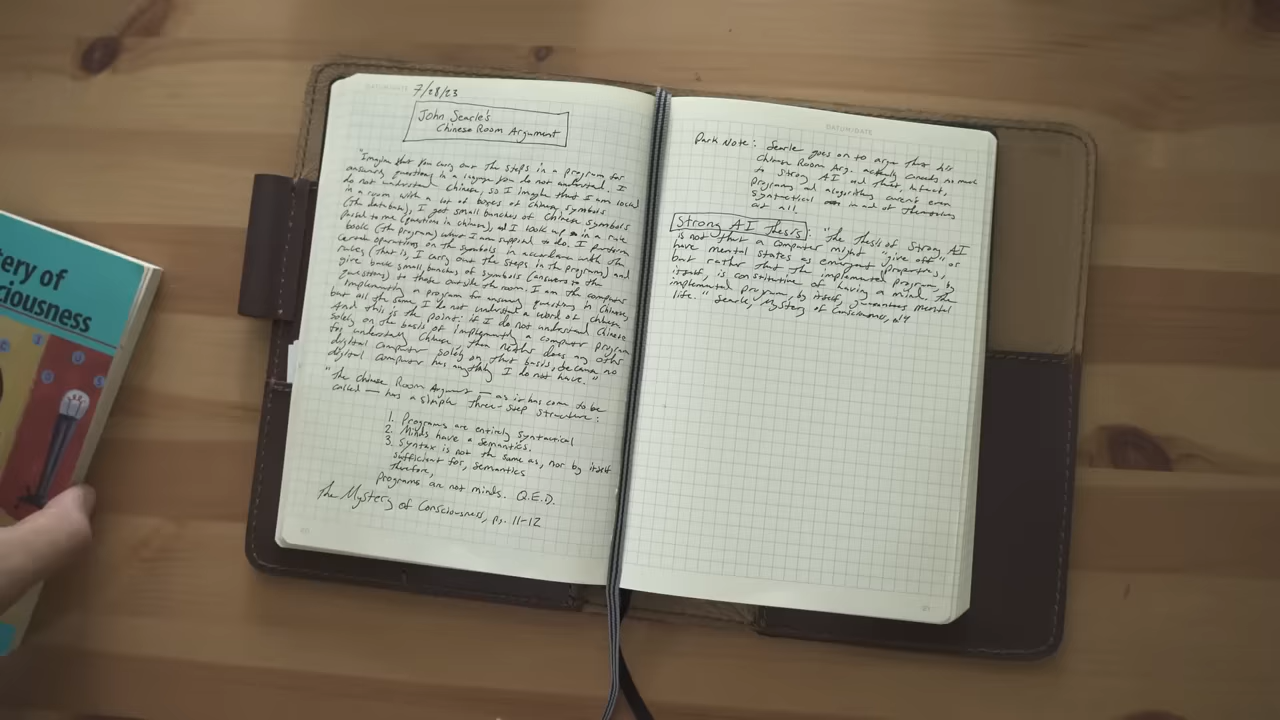 tery of
ciousness
C
J
U
S
S
DATUM/DATE
7/28/23
John Searle's
Chinese Room Argument
"Imagine that you carry out the steps in a program for
answering questions in a language you do not understand. I
do not understand Chinese, so I imagine that I am locked
in a room with a lot of boxes of Chinese symbols
(the database), I get small bunches of Chinese symbols
passed to me (questions in Chinese), and I look up in a rule
book (the program) what I am supposed to do. I perform
certain operations on the symbols in accordance with the
rules (that is, I carry out the steps in the program) and
give back small bunches of symbols (answers to the
questions) to those outside the room. I am the computer
implementing a program for answering questions in Chinese,
but all the same, I do not understand a word of Chinese.
And this is the point: if I do not understand Chinese
solely on the basis of implementing a computer program
for understanding Chinese, then neither does any other
digital computer solely on that basis, because no
digital computer has anything I do not have."
"The Chinese Room Argument — as it has come to be
called — has a simple three-step structure:
1. Programs are entirely syntactical
2. Minds have a semantics.
3. Syntax is not the same as, nor by itself
sufficient for, semantics
therefore,
programs are not minds. Q.E.D.
The Mystery of Consciousness, pg. 11-12
DATUM/DATE
Park Note: Searle goes on to argue that his
Chinese Room Arg. actually concedes too much
to strong AI and that, in fact,
programs and algorithms aren't even
syntactical in and of themselves
at all.
Strong AI Thesis: "The thesis of Strong AI
is not that a computer might "give off" or
have mental states as emergent properties,
but rather that the implemented program, by
itself, is constitutive of having a mind. The
implemented program, by itself, guarantees mental
life." Searle, Mystery of Consciousness, p14